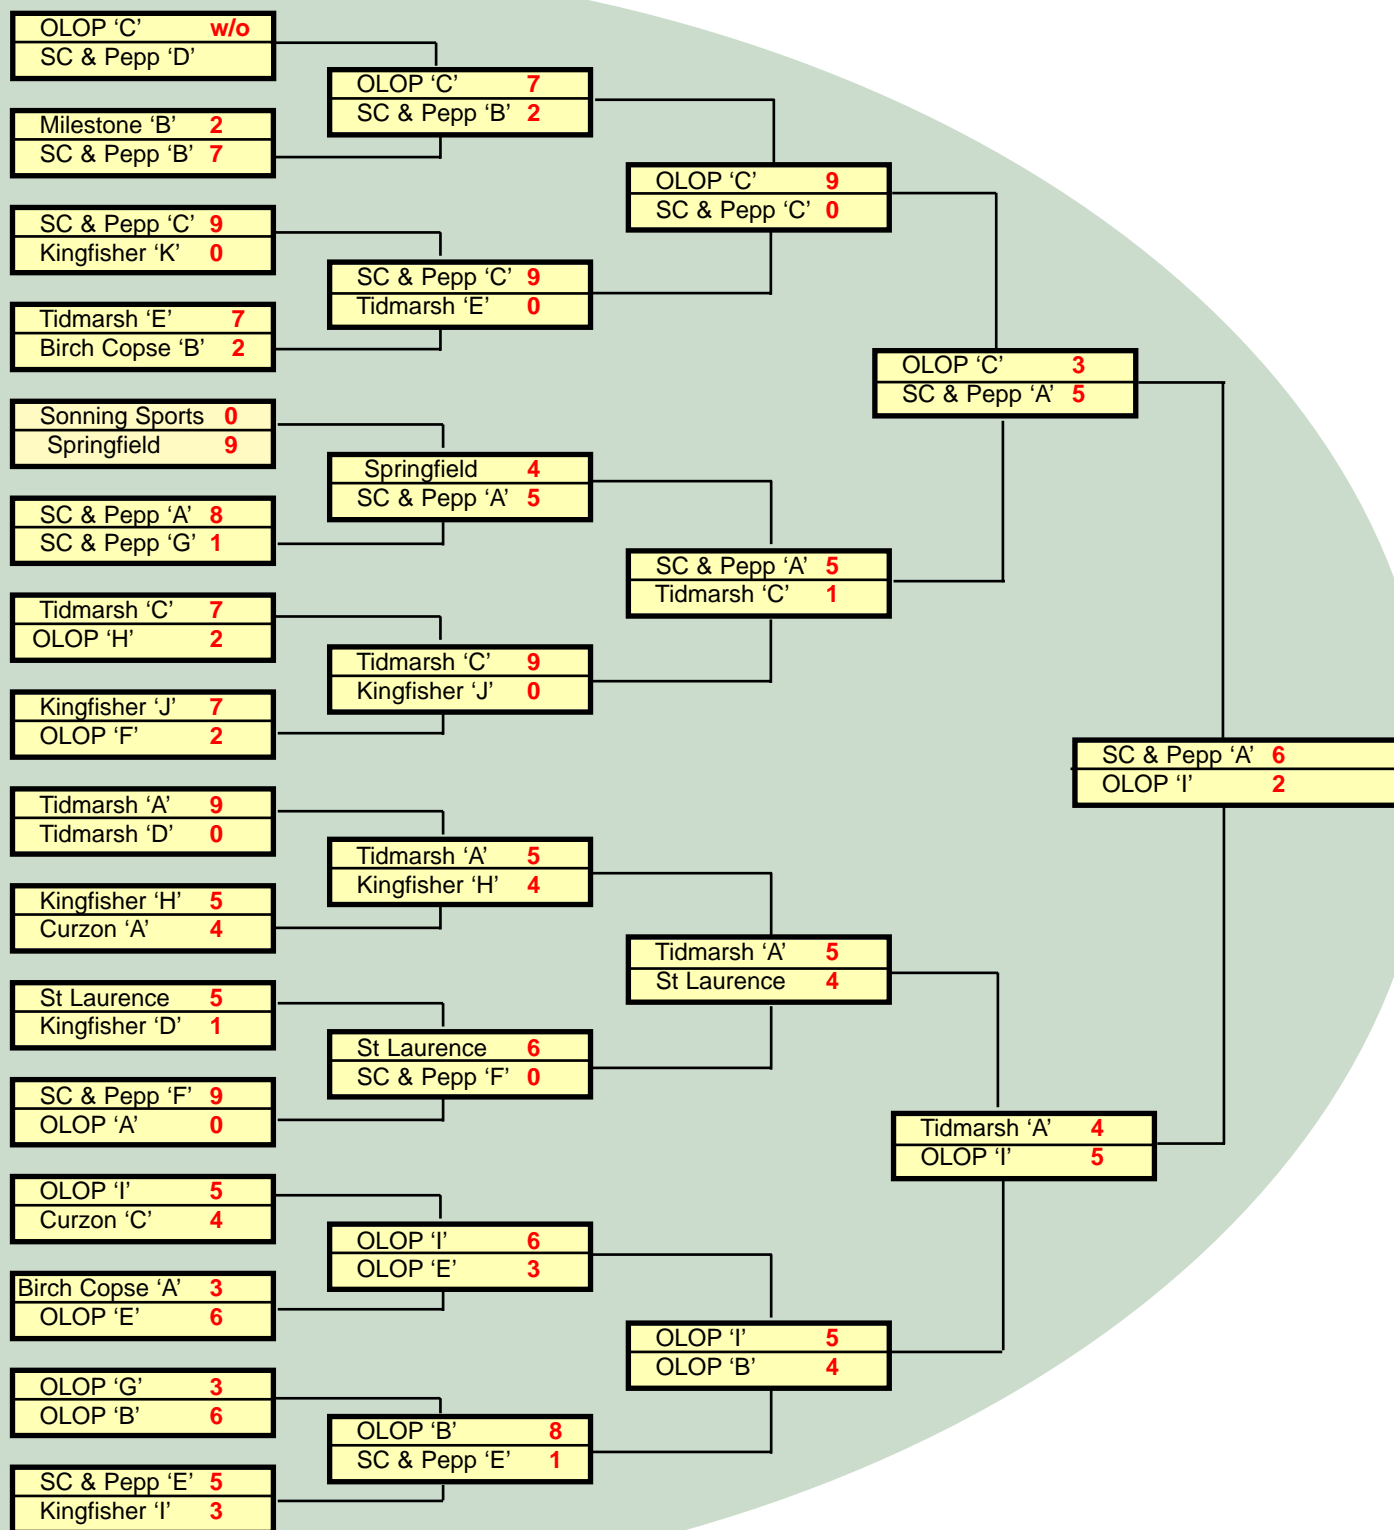 OLOP ‘C’ w/o
SC & Pepp ‘D’
Milestone ‘B’ 2
SC & Pepp ‘B’ 7
SC & Pepp ‘C’ 9
Kingfisher ‘K’ 0
Tidmarsh ‘E’ 7
Birch Copse ‘B’ 2
Sonning Sports 0
Springfield 9
SC & Pepp ‘A’ 8
SC & Pepp ‘G’ 1
Tidmarsh ‘C’ 7
OLOP ‘H’ 2
Kingfisher ‘J’ 7
OLOP ‘F’ 2
Tidmarsh ‘A’ 9
Tidmarsh ‘D’ 0
Kingfisher ‘H’ 5
Curzon ‘A’ 4
St Laurence 5
Kingfisher ‘D’ 1
SC & Pepp ‘F’ 9
OLOP ‘A’ 0
OLOP ‘I’ 5
Curzon ‘C’ 4
Birch Copse ‘A’ 3
OLOP ‘E’ 6
OLOP ‘G’ 3
OLOP ‘B’ 6
SC & Pepp ‘E’ 5
Kingfisher ‘I’ 3
OLOP ‘C’ 7
SC & Pepp ‘B’ 2
SC & Pepp ‘C’ 9
Tidmarsh ‘E’ 0
Springfield 4
SC & Pepp ‘A’ 5
Tidmarsh ‘C’ 9
Kingfisher ‘J’ 0
Tidmarsh ‘A’ 5
Kingfisher ‘H’ 4
St Laurence 6
SC & Pepp ‘F’ 0
OLOP ‘I’ 6
OLOP ‘E’ 3
OLOP ‘B’ 8
SC & Pepp ‘E’ 1
OLOP ‘C’ 9
SC & Pepp ‘C’ 0
SC & Pepp ‘A’ 5
Tidmarsh ‘C’ 1
Tidmarsh ‘A’ 5
St Laurence 4
OLOP ‘I’ 5
OLOP ‘B’ 4
OLOP ‘C’ 3
SC & Pepp ‘A’ 5
Tidmarsh ‘A’ 4
OLOP ‘I’ 5
SC & Pepp ‘A’ 6
OLOP ‘I’ 2